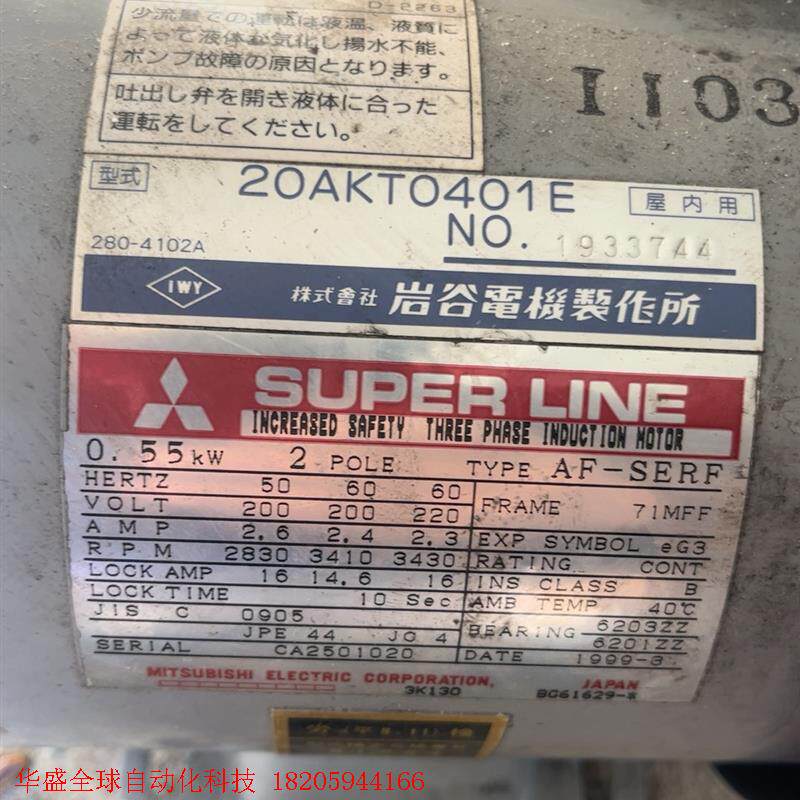 D-2263
少流量での運転は液温、液質に
よって液体が気化し揚水不能、
ポンプ故障の原因となります。
吐出し弁を開き液体に合った
運転をしてください。
1103
型式 20AKT0401E 屋内用
280-4102A NO. 1933744
IWY 株式會社 岩谷電機製作所
SUPER LINE
INCREASED SAFETY THREE PHASE INDUCTION MOTOR
0.55kW 2 POLE TYPE AF-SERF
HERTZ 50 60 60 FRAME 71MFF
VOLT 200 200 220
AMP 2.6 2.4 2.3 EXP SYMBOL eG3
RPM 2830 3410 3430 RATING CONT
LOCK AMP 16 14.6 16 INS CLASS B
LOCK TIME 10 Sec AMB TEMP 40℃
JIS C 0905 BEARING 6203ZZ
JPE 44 JC 4 6201ZZ
SERIAL CA2501020 DATE 1999-3
MITSUBISHI ELECTRIC CORPORATION, JAPAN
3K130 BG61629-
华盛全球自动化科技 18205944166